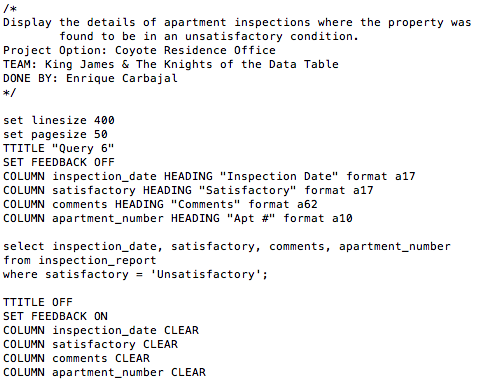 /*
Display the details of apartment inspections where the property was
found to be in an unsatisfactory condition.
Project Option: Coyote Residence Office
TEAM: King James & The Knights of the Data Table
DONE BY: Enrique Carbajal
*/
set linesize 400
set pagesize 50
TTITLE "Query 6"
SET FEEDBACK OFF
COLUMN inspection_date HEADING "Inspection Date" format a17
COLUMN satisfactory HEADING "Satisfactory" format a17
COLUMN comments HEADING "Comments" format a62
COLUMN apartment_number HEADING "Apt #" format a10
select inspection_date, satisfactory, comments, apartment_number
from inspection_report
where satisfactory = 'Unsatisfactory';
TTITLE OFF
SET FEEDBACK ON
COLUMN inspection_date CLEAR
COLUMN satisfactory CLEAR
COLUMN comments CLEAR
COLUMN apartment_number CLEAR